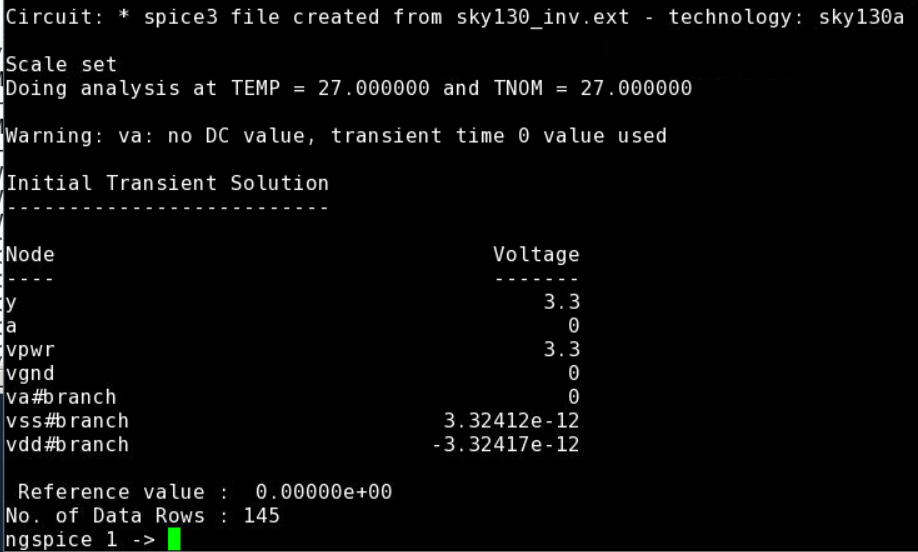 Circuit: * spice3 file created from sky130_inv.ext - technology: sky130a
Scale set
Doing analysis at TEMP = 27.000000 and TNOM = 27.000000
Warning: va: no DC value, transient time 0 value used
Initial Transient Solution
--------------------------
Node Voltage
---- -------
y 3.3
a 0
vpwr 3.3
vgnd 0
va#branch 0
vss#branch 3.32412e-12
vdd#branch -3.32417e-12
Reference value : 0.00000e+00
No. of Data Rows : 145
ngspice 1 ->